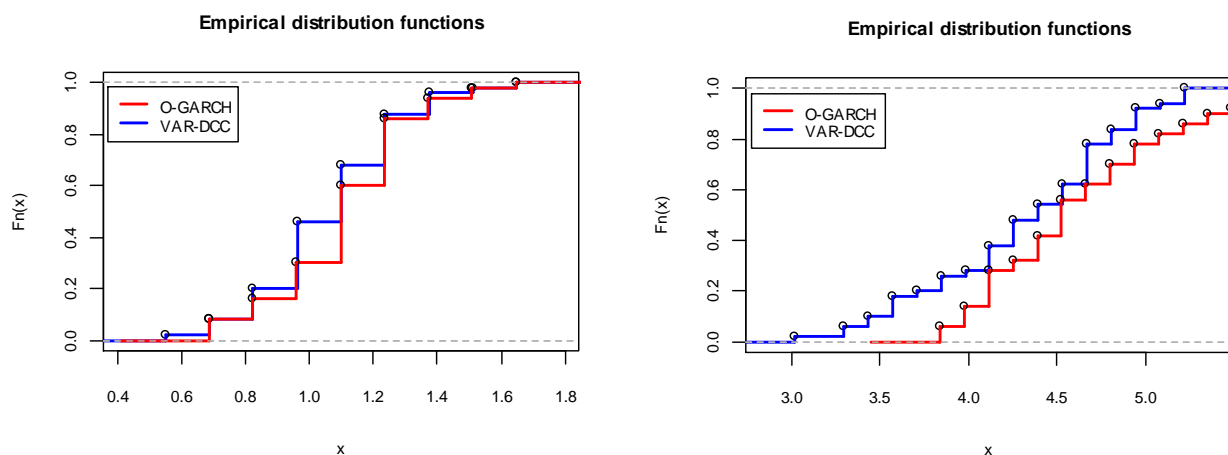 Empirical distribution functions
Fn(x)
1.0
0.8
0.6
0.4
0.2
0.0
O-GARCH
VAR-DCC
0.4 0.6 0.8 1.0 1.2 1.4 1.6 1.8
x
Empirical distribution functions
Fn(x)
1.0
0.8
0.6
0.4
0.2
0.0
O-GARCH
VAR-DCC
3.0 3.5 4.0 4.5 5.0
x